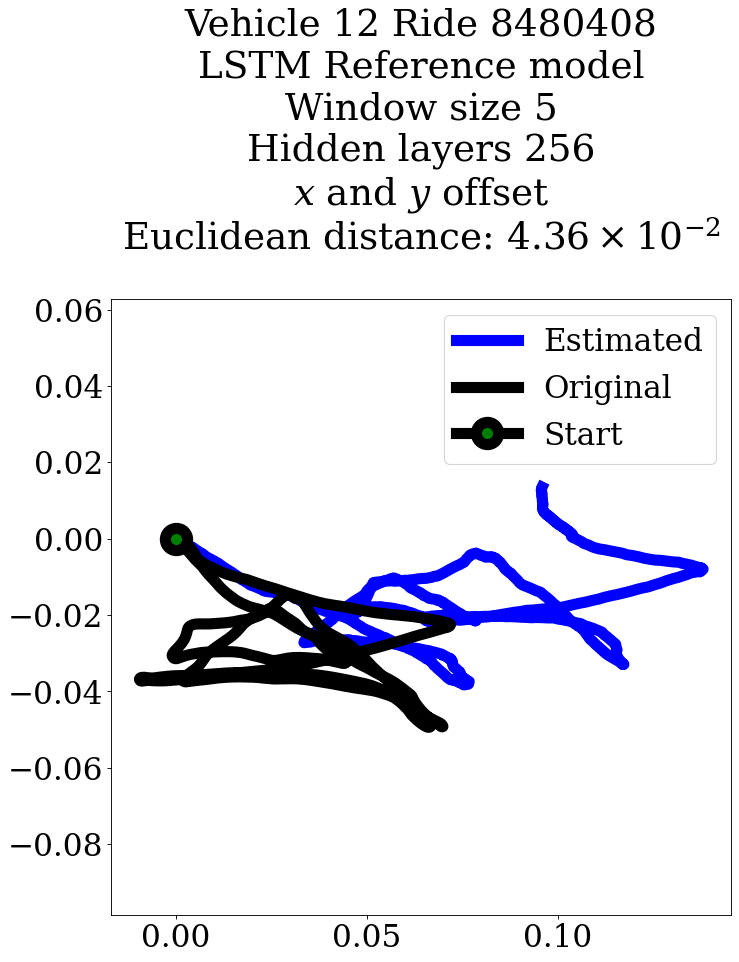 Vehicle 12 Ride 8480408
LSTM Reference model
Window size 5
Hidden layers 256
x and y offset
Euclidean distance: 4.36 × 10⁻²
Estimated
Original
Start
0.06
0.04
0.02
0.00
−0.02
−0.04
−0.06
−0.08
0.00 0.05 0.10